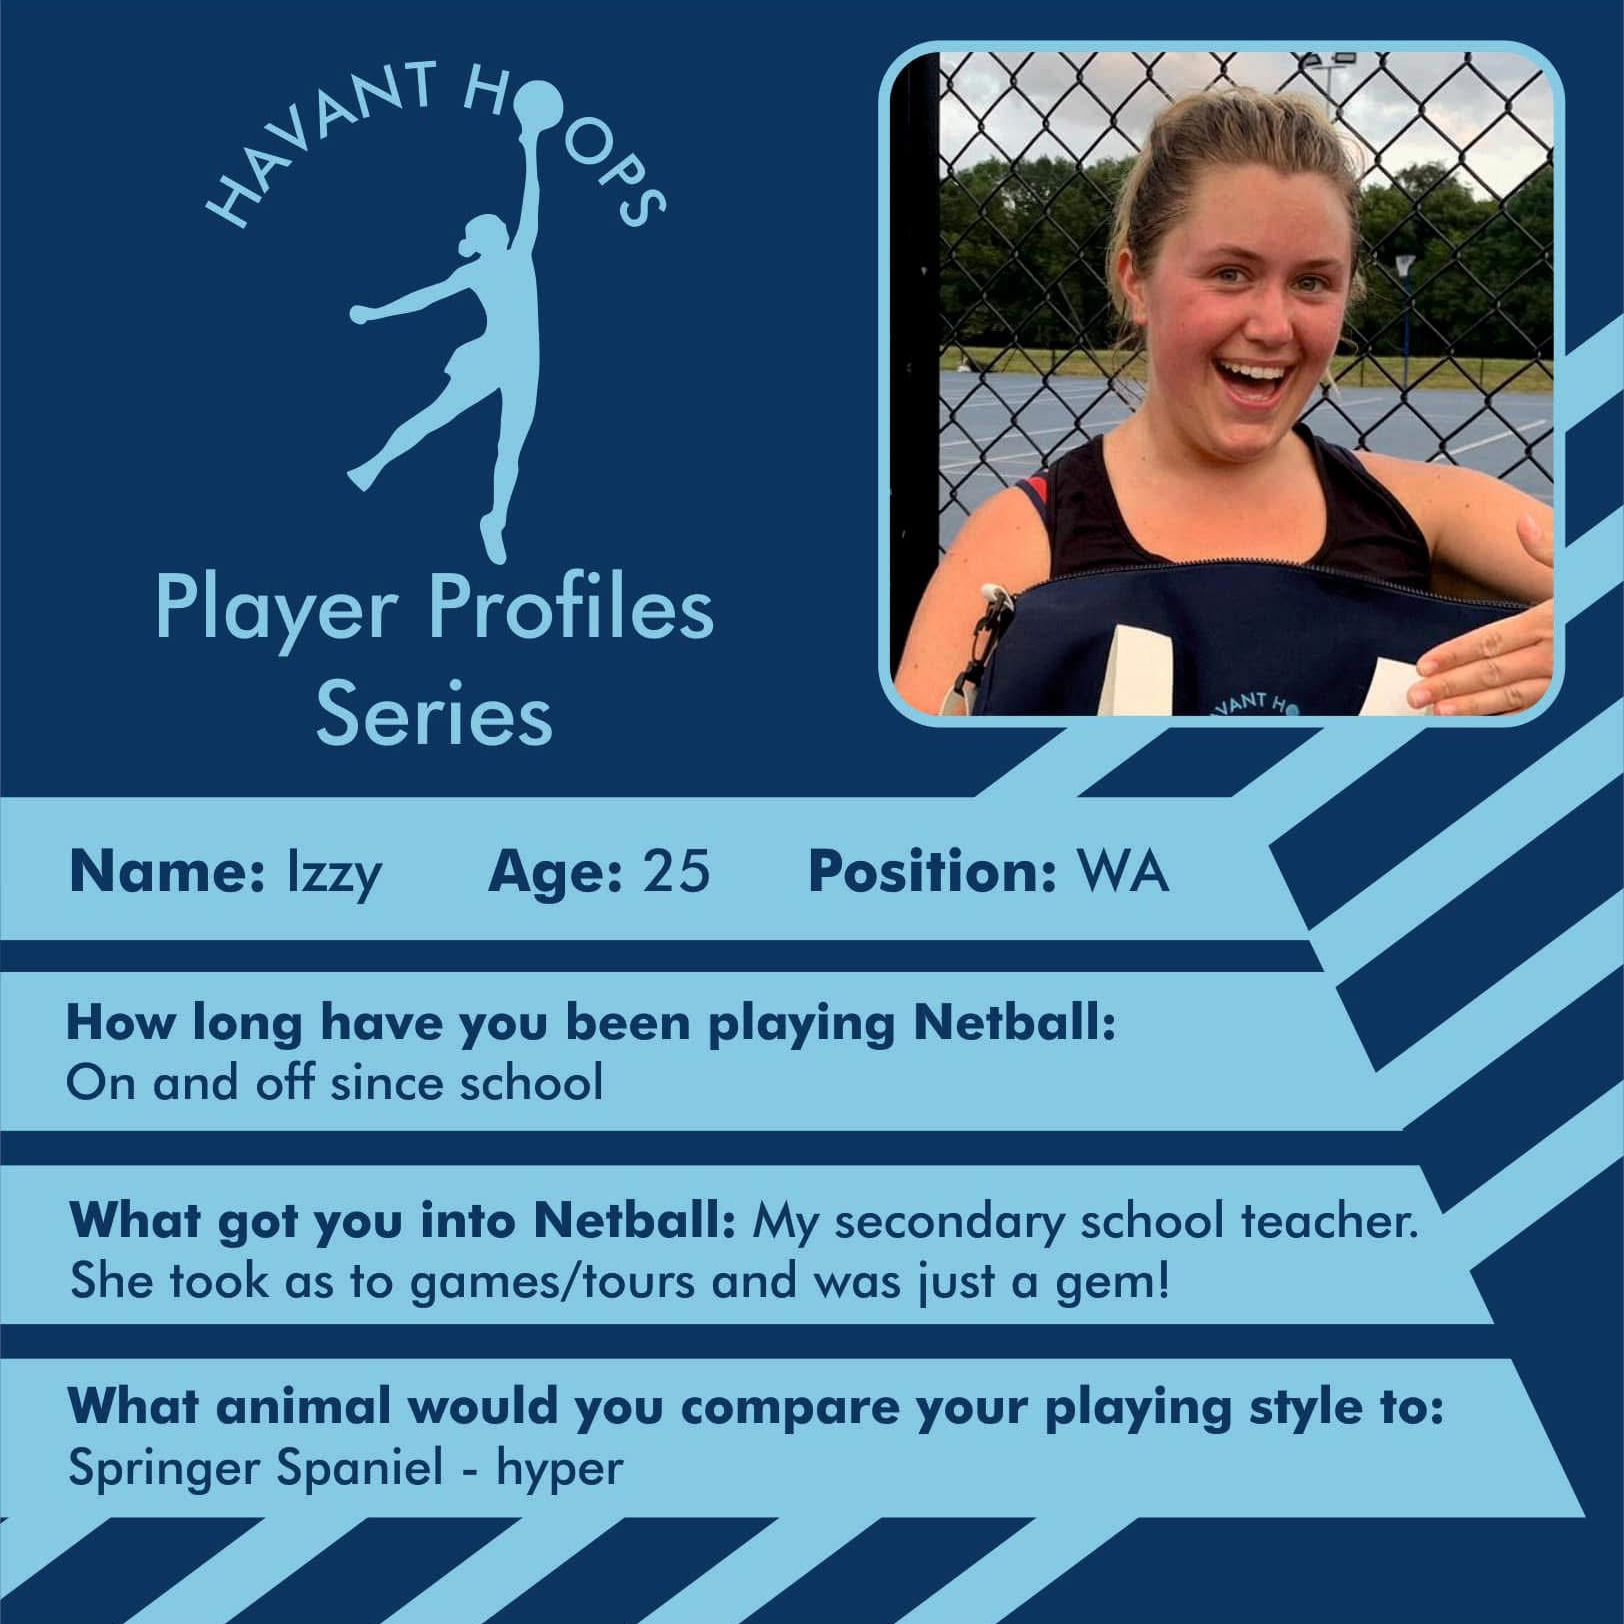 HAVANT HOOPS
Player Profiles
Series
VANT HO
Name: Izzy Age: 25 Position: WA
How long have you been playing Netball:
On and off since school
What got you into Netball: My secondary school teacher.
She took as to games/tours and was just a gem!
What animal would you compare your playing style to:
Springer Spaniel - hyper